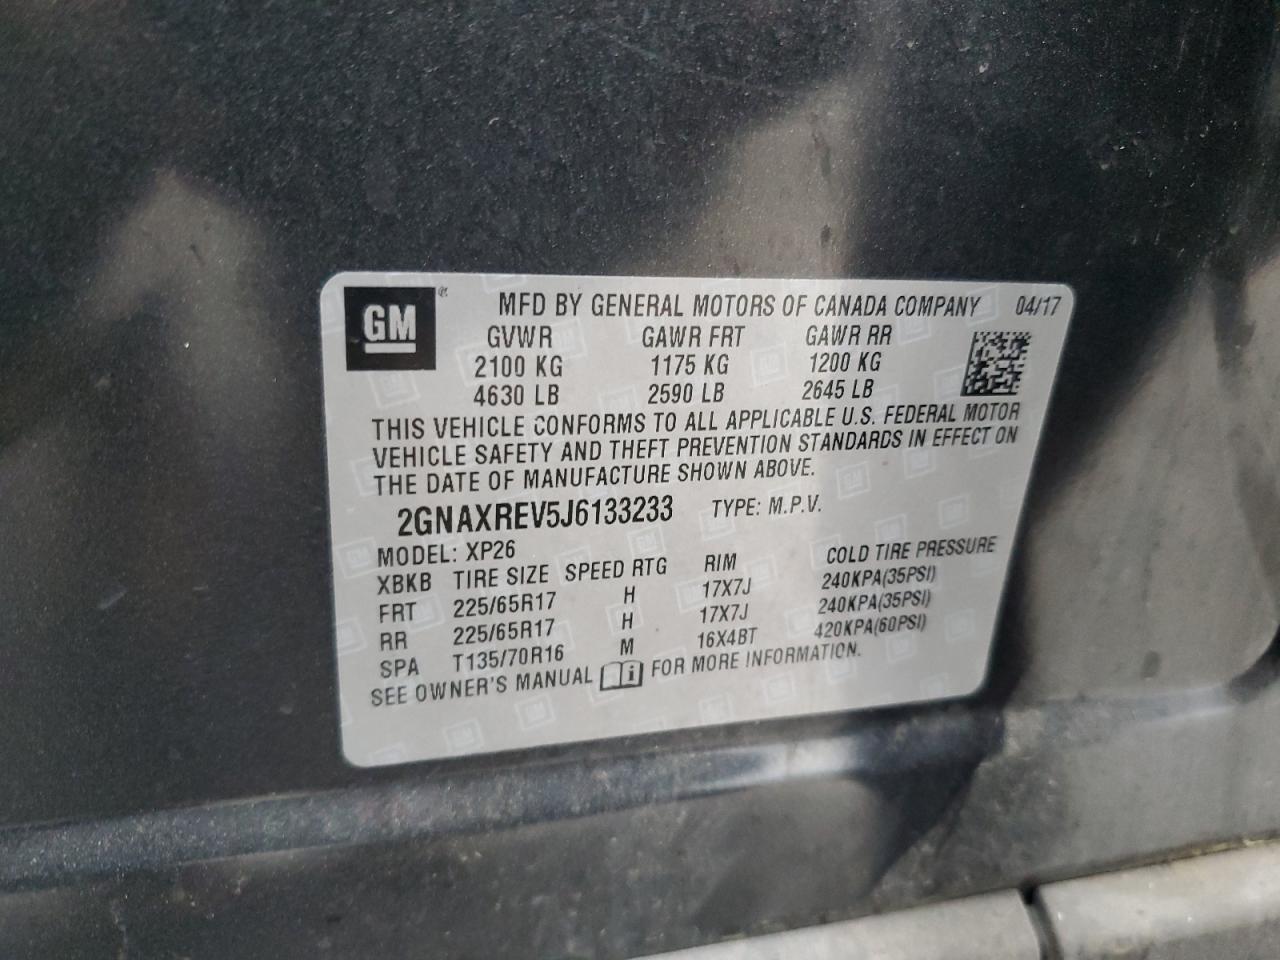 GM ® MFD BY GENERAL MOTORS OF CANADA COMPANY 04/17
GVWR GAWR FRT GAWR RR
2100 KG 1175 KG 1200 KG
4630 LB 2590 LB 2645 LB
THIS VEHICLE CONFORMS TO ALL APPLICABLE U.S. FEDERAL MOTOR
VEHICLE SAFETY AND THEFT PREVENTION STANDARDS IN EFFECT ON
THE DATE OF MANUFACTURE SHOWN ABOVE.
2GNAXREV5J6133233 TYPE: M.P.V.
MODEL: XP26
XBKB TIRE SIZE SPEED RTG RIM COLD TIRE PRESSURE
FRT 225/65R17 H 17X7J 240KPA(35PSI)
RR 225/65R17 H 17X7J 240KPA(35PSI)
SPA T135/70R16 M 16X4BT 420KPA(60PSI)
SEE OWNER'S MANUAL i FOR MORE INFORMATION.